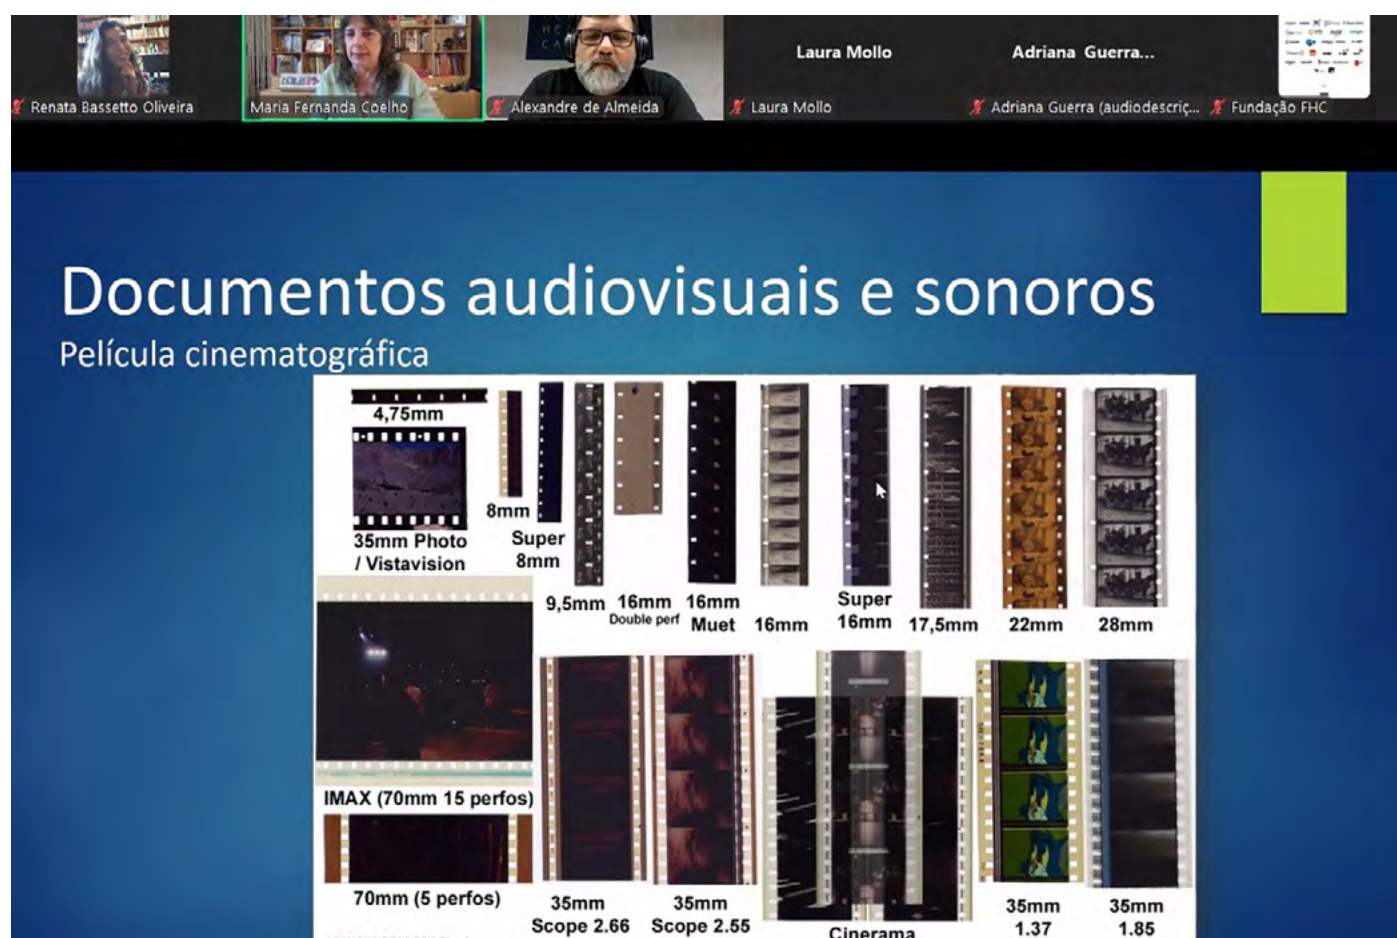 Laura Mollo
Adriana Guerra...
Renata Bassetto Oliveira
Maria Fernanda Coelho
Alexandre de Almeida
Laura Mollo
Adriana Guerra (audiodescriç...
Fundação FHC
Documentos audiovisuais e sonoros
Película cinematográfica
4,75mm
35mm Photo
/ Vistavision
8mm
Super
8mm
9,5mm
16mm
Double perf
16mm
Muet
16mm
Super
16mm
17,5mm
22mm
28mm
IMAX (70mm 15 perfos)
70mm (5 perfos)
35mm
Scope 2.66
35mm
Scope 2.55
Cinerama
35mm
1.37
35mm
1.85